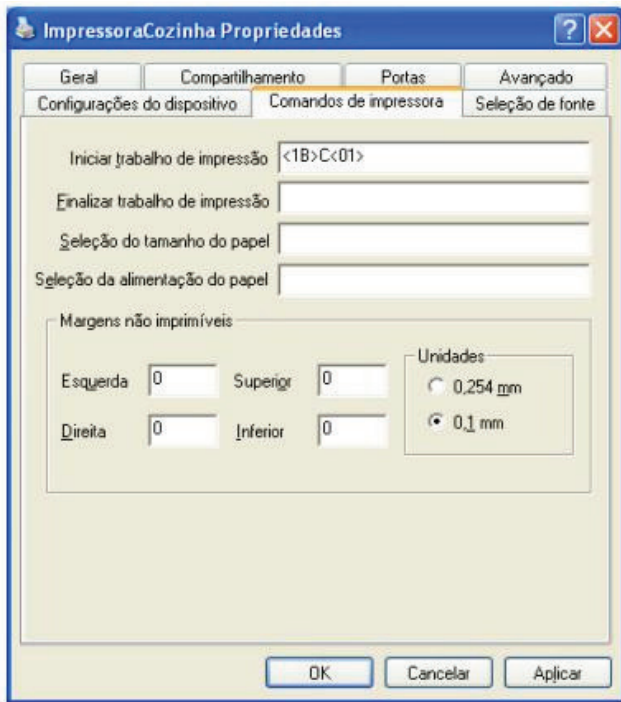 ImpressoraCozinha Propriedades
Geral Compartilhamento Portas Avançado
Configurações do dispositivo Comandos de impressora Seleção de fonte
Iniciar trabalho de impressão <1B>C<01>
Finalizar trabalho de impressão
Seleção do tamanho do papel
Seleção da alimentação do papel
Margens não imprimíveis
Unidades
Esquerda 0 Superior 0 0,254 mm
Direita 0 Inferior 0 0,1 mm
OK Cancelar Aplicar